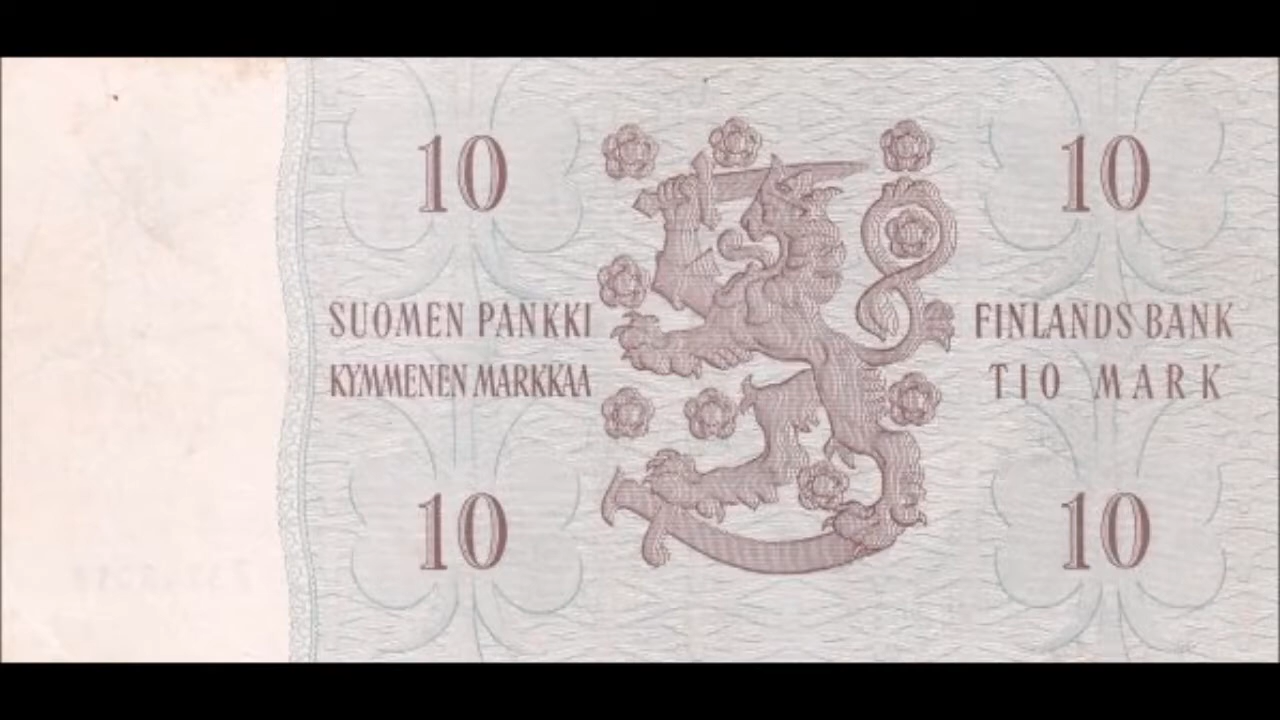 10 10
SUOMEN PANKKI FINLANDS BANK
KYMMENEN MARKKAA TIO MARK
10 10